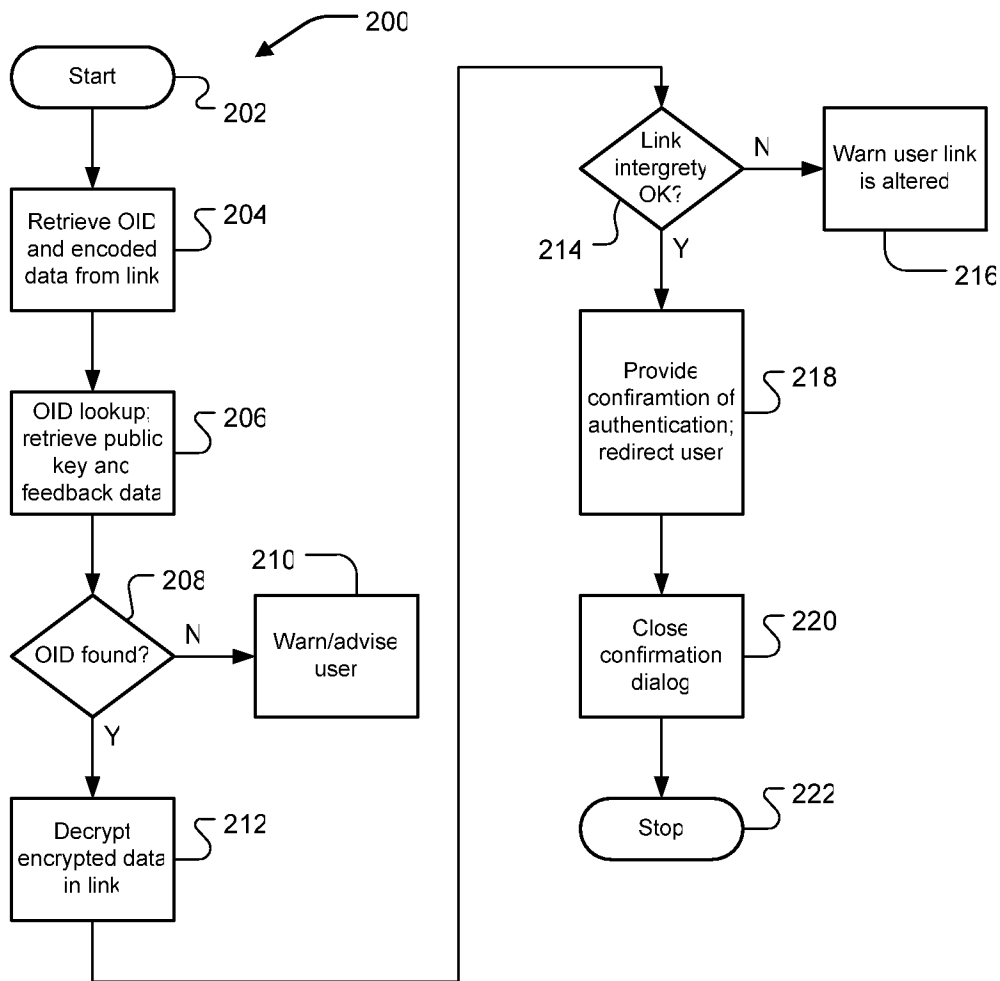 200
Start
202
Retrieve OID
and encoded
data from link
204
OID lookup;
retrieve public
key and
feedback data
206
208
OID found?
N
Y
210
Warn/advise
user
Decrypt
encrypted data
in link
212
Link
intergrety
OK?
N
Y
214
Warn user link
is altered
216
Provide
confiramtion of
authentication;
redirect user
218
Close
confirmation
dialog
220
Stop
222